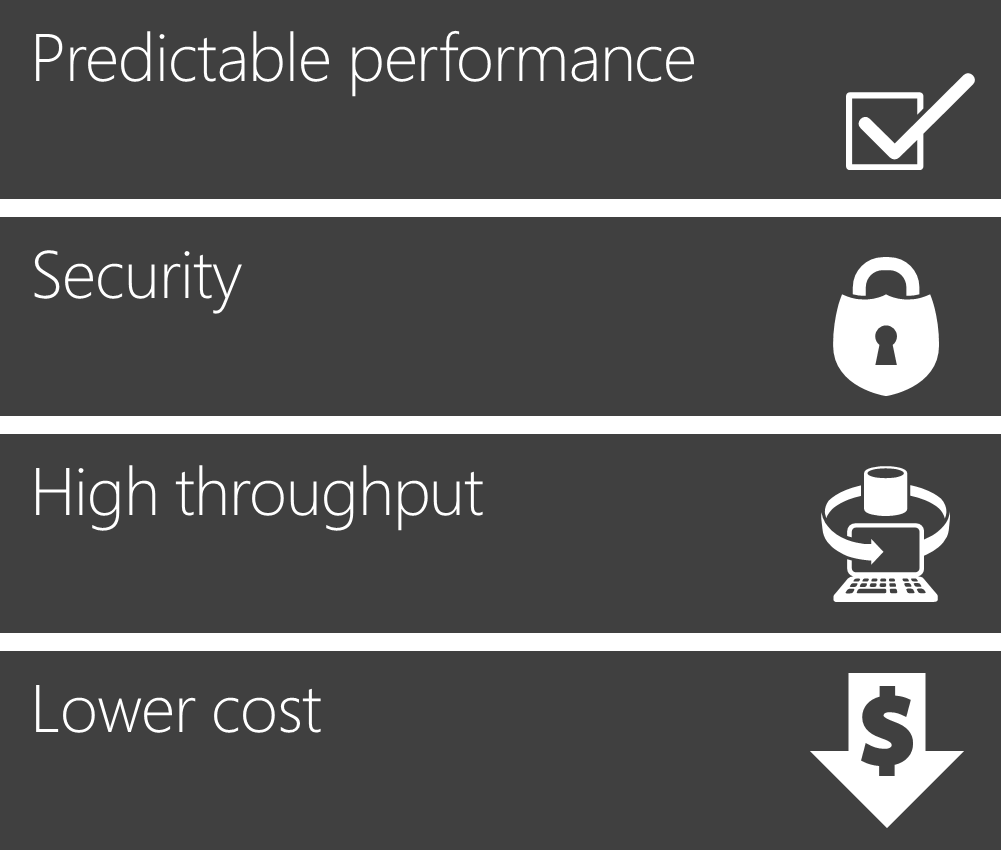 Predictable performance
Security
High throughput
Lower cost
$